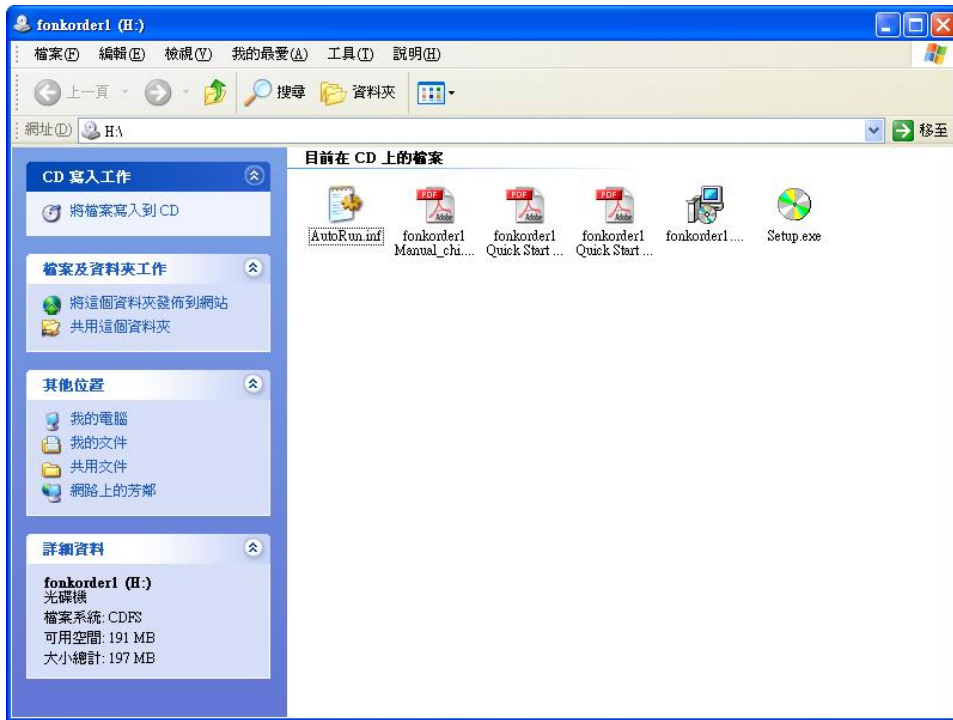 fonkorder1 (H:)
檔案(F) 編輯(E) 檢視(V) 我的最愛(A) 工具(T) 說明(H)
上一頁 搜尋 資料夾
網址(D) H:\ 移至
CD 寫入工作
將檔案寫入到 CD
檔案及資料夾工作
將這個資料夾發佈到網站
共用這個資料夾
其他位置
我的電腦
我的文件
共用文件
網路上的芳鄰
詳細資料
fonkorder1 (H:)
光碟機
檔案系統: CDFS
可用空間: 191 MB
大小總計: 197 MB
目前在 CD 上的檔案
AutoRun.inf fonkorder1 fonkorder1 fonkorder1 fonkorder1.... Setup.exe
Manual_chi.... Quick Start ... Quick Start ...
PDF Adobe PDF Adobe PDF Adobe